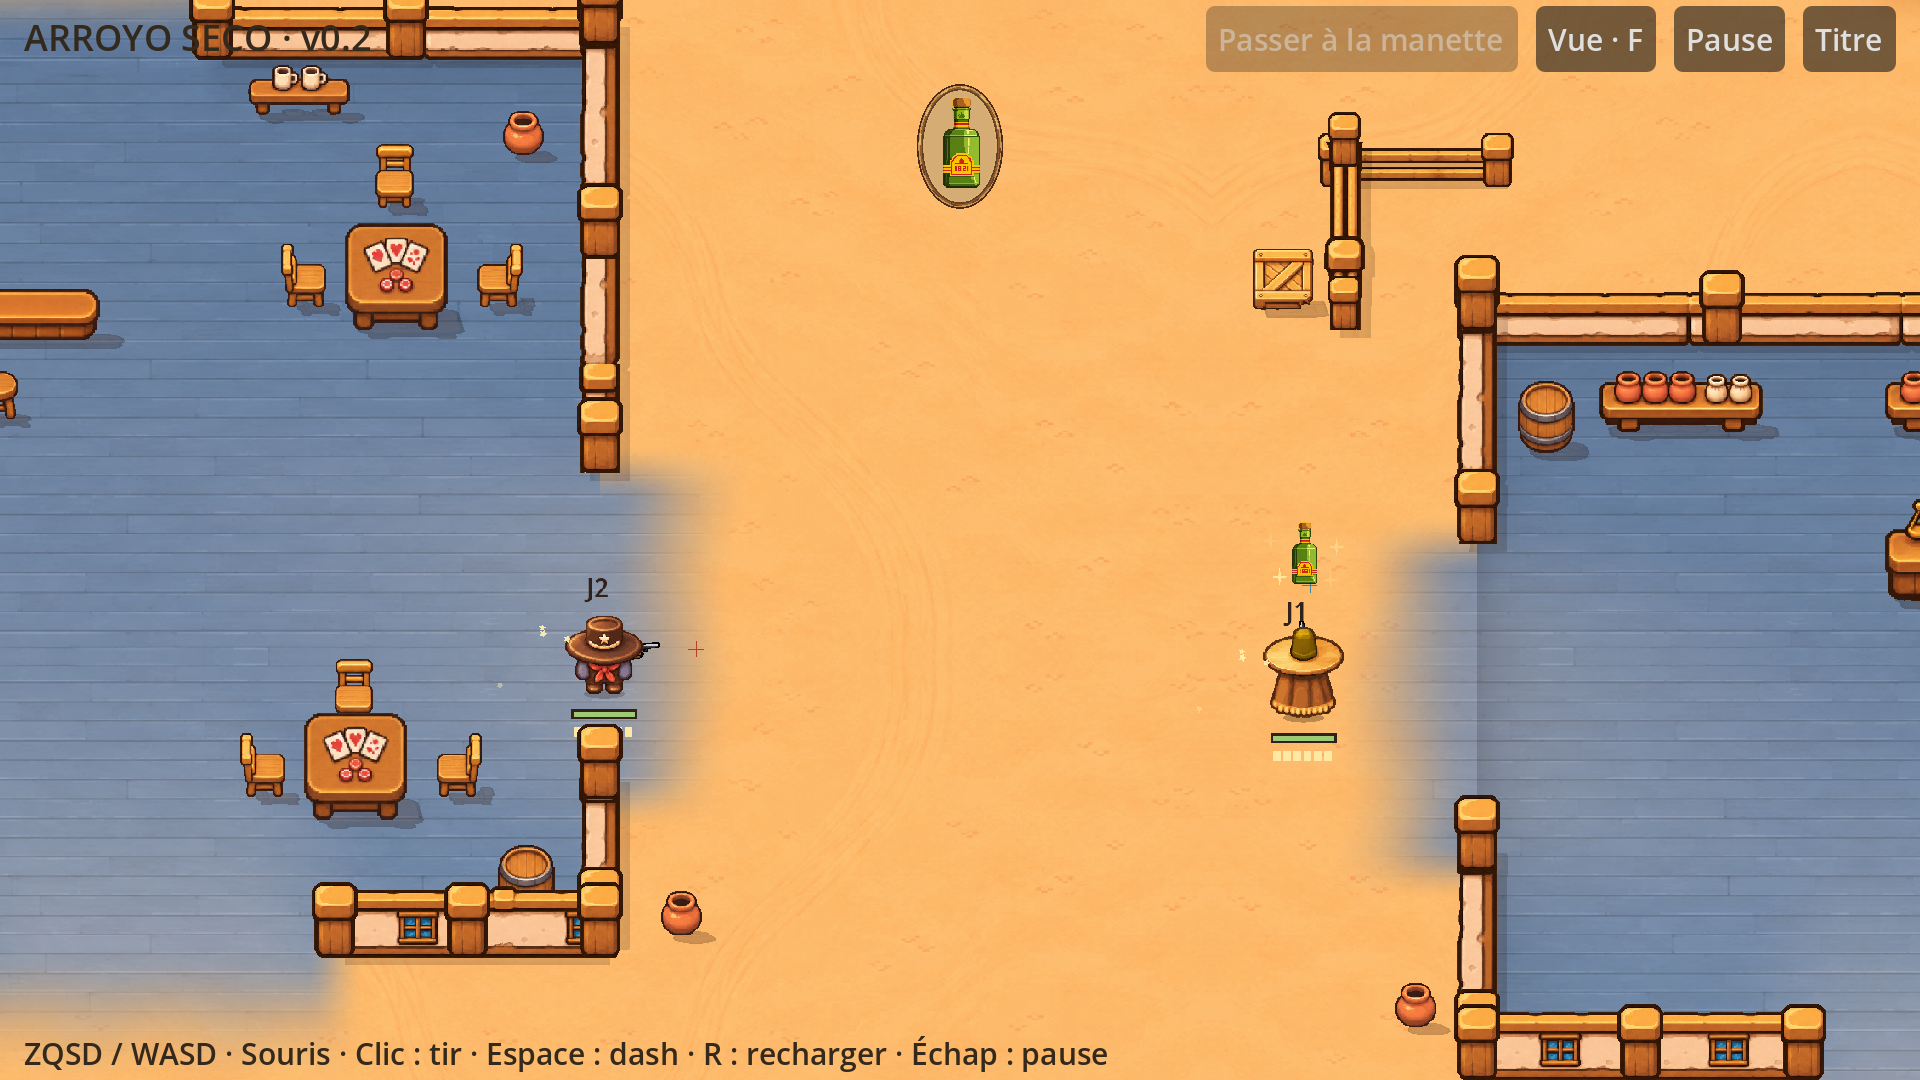 ARROYO SECO · v0.2
Passer à la manette
Vue · F
Pause
Titre
J2
J1
ZQSD / WASD · Souris · Clic : tir · Espace : dash · R : recharger · Échap : pause